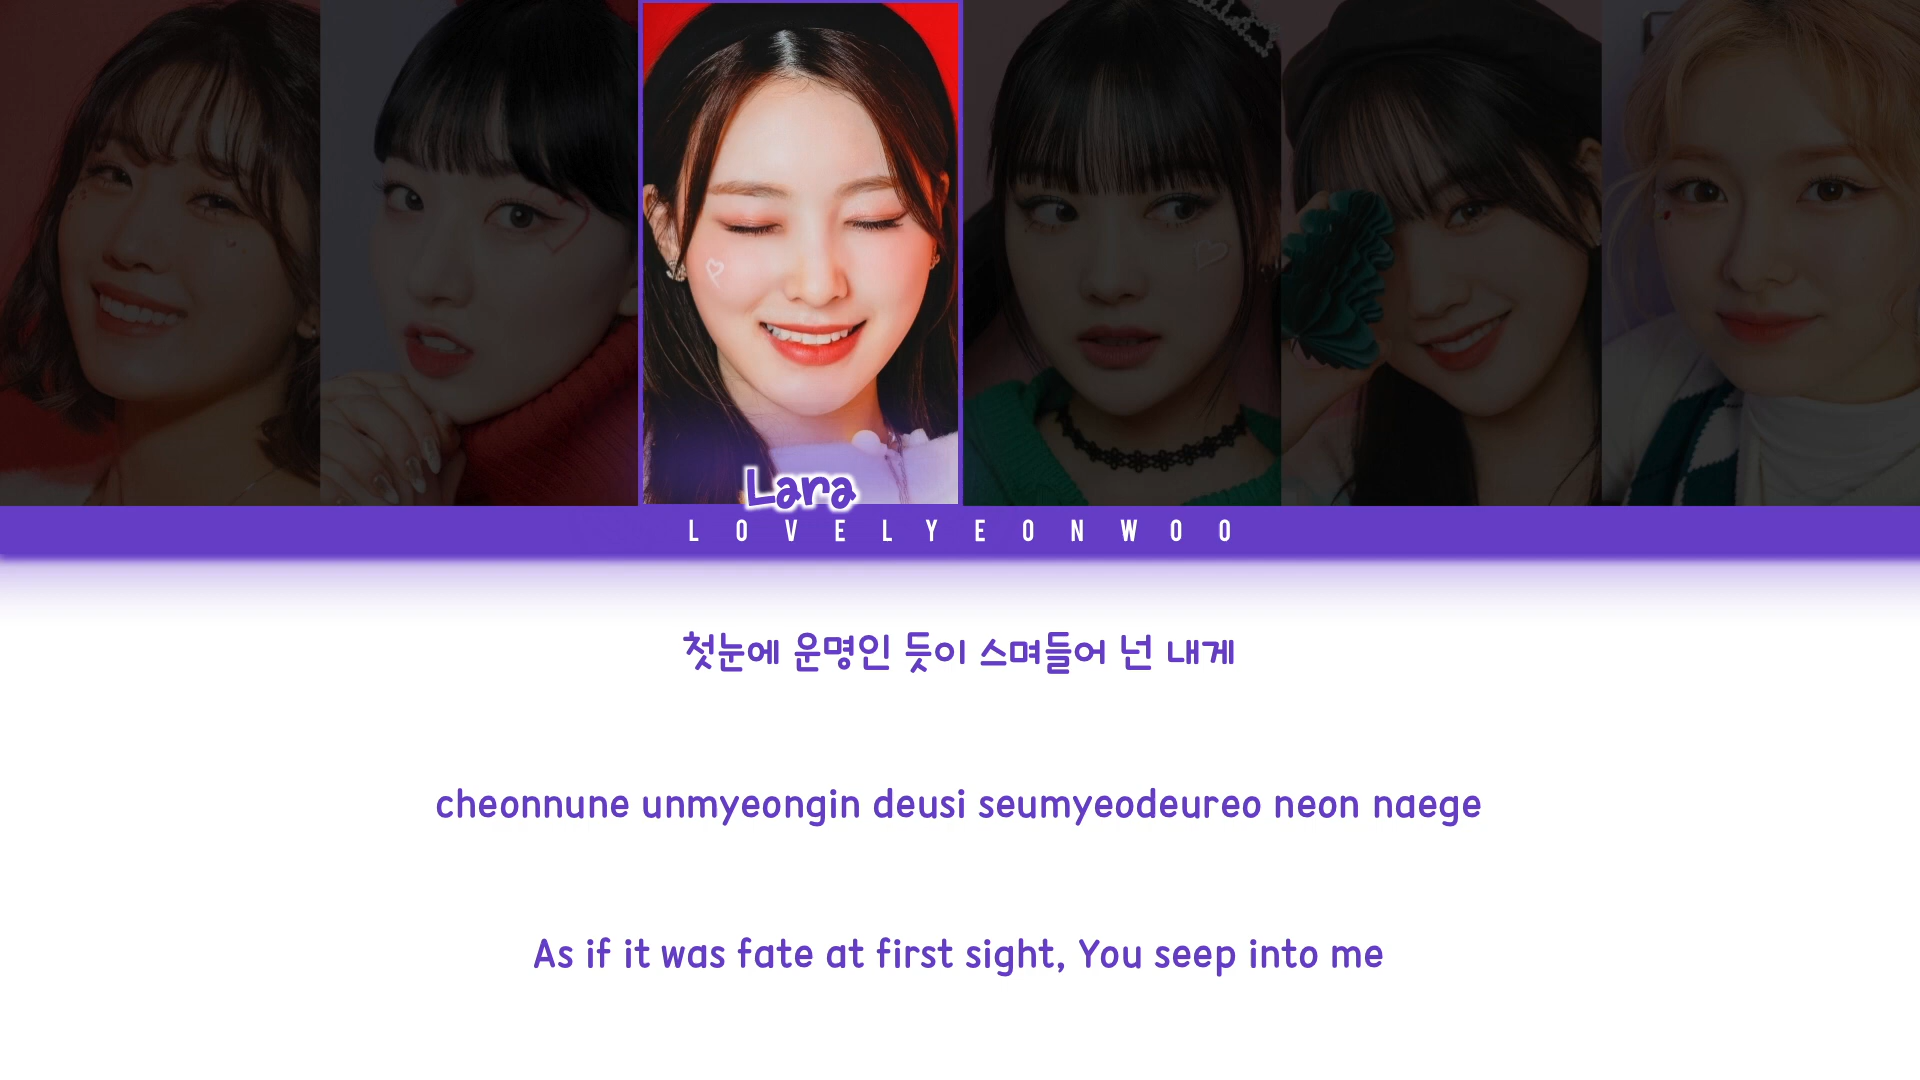 Lara
LOVELYEONWOO
첫눈에 운명인 듯이 스며들어 넌 내게
cheonnune unmyeongin deusi seumyeodeureo neon naege
As if it was fate at first sight, You seep into me